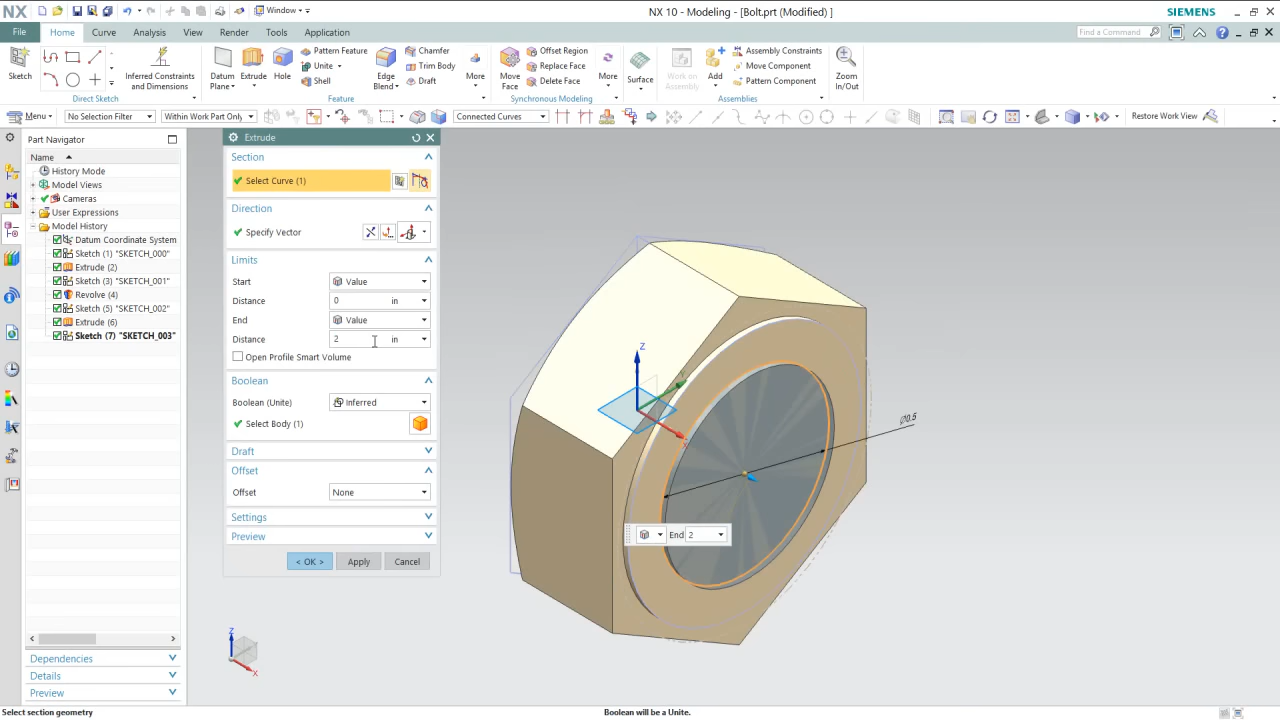 NX
Window
NX 10 - Modeling - [Bolt.prt (Modified) ]
SIEMENS
File
Home
Curve
Analysis
View
Render
Tools
Application
Find a Command
Sketch
Inferred Constraints
and Dimensions
Direct Sketch
Datum
Plane
Extrude
Hole
Pattern Feature
Unite
Shell
Edge
Blend
Chamfer
Trim Body
Draft
More
Feature
Move
Face
Offset Region
Replace Face
Delete Face
More
Synchronous Modeling
Surface
Work on
Assembly
Add
Assembly Constraints
Move Component
Pattern Component
Assemblies
Zoom
In/Out
Menu
No Selection Filter
Within Work Part Only
Connected Curves
Restore Work View
Part Navigator
Name
History Mode
Model Views
Cameras
User Expressions
Model History
Datum Coordinate System
Sketch (1) "SKETCH_000"
Extrude (2)
Sketch (3) "SKETCH_001"
Revolve (4)
Sketch (5) "SKETCH_002"
Extrude (6)
Sketch (7) "SKETCH_003"
Dependencies
Details
Preview
Extrude
Section
Select Curve (1)
Direction
Specify Vector
Limits
Start
Value
Distance
0
in
End
Value
Distance
2
in
Open Profile Smart Volume
Boolean
Boolean (Unite)
Inferred
Select Body (1)
Draft
Offset
Offset
None
Settings
Preview
< OK >
Apply
Cancel
Z
Ø0.5
End 2
Z
X
Select section geometry
Boolean will be a Unite.